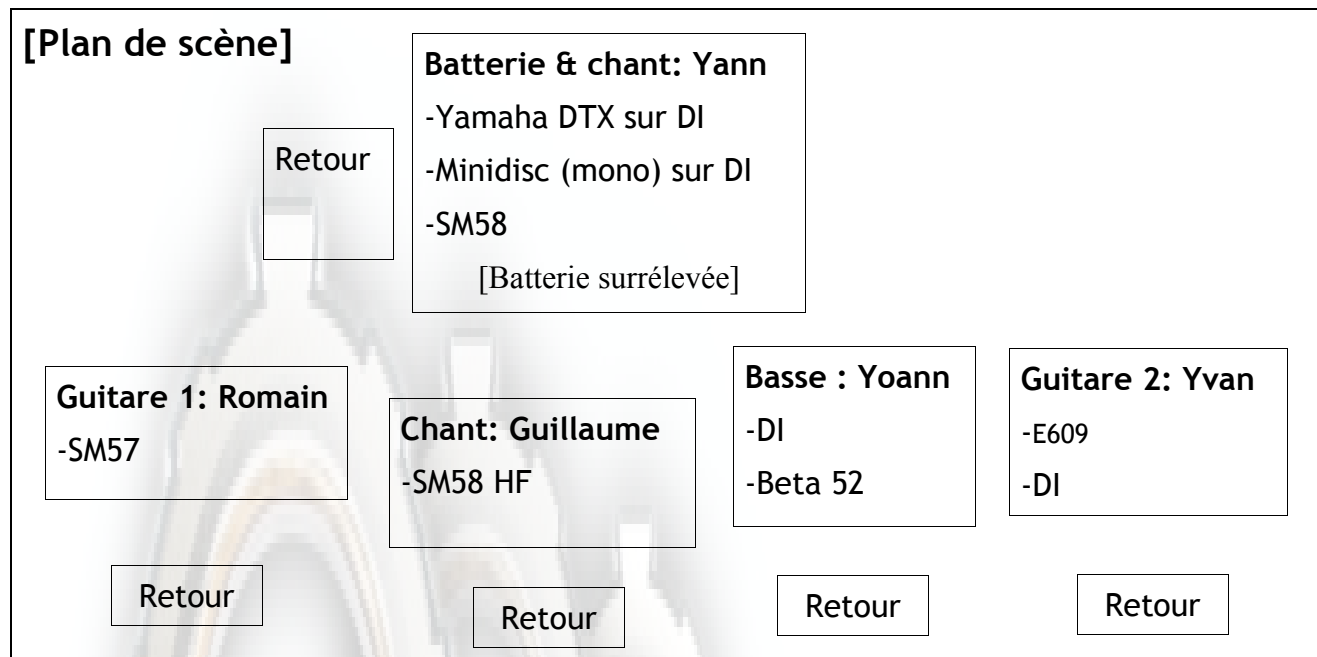 [Plan de scène]
Batterie & chant: Yann
-Yamaha DTX sur DI
-Minidisc (mono) sur DI
-SM58
[Batterie surrélevée]
Retour
Guitare 1: Romain
-SM57
Chant: Guillaume
-SM58 HF
Basse : Yoann
-DI
-Beta 52
Guitare 2: Yvan
-E609
-DI
Retour
Retour
Retour
Retour